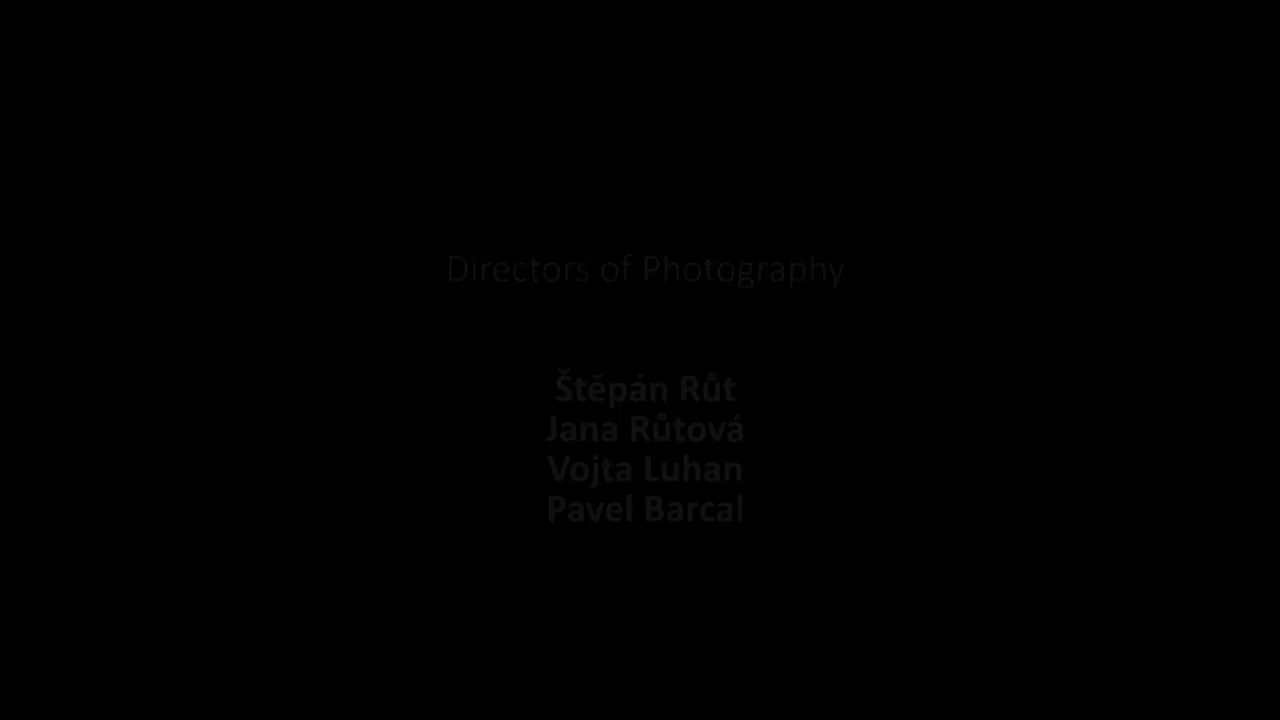 Directors of Photography
Štěpán Růt
Jana Růtová
Vojta Luhan
Pavel Barcal